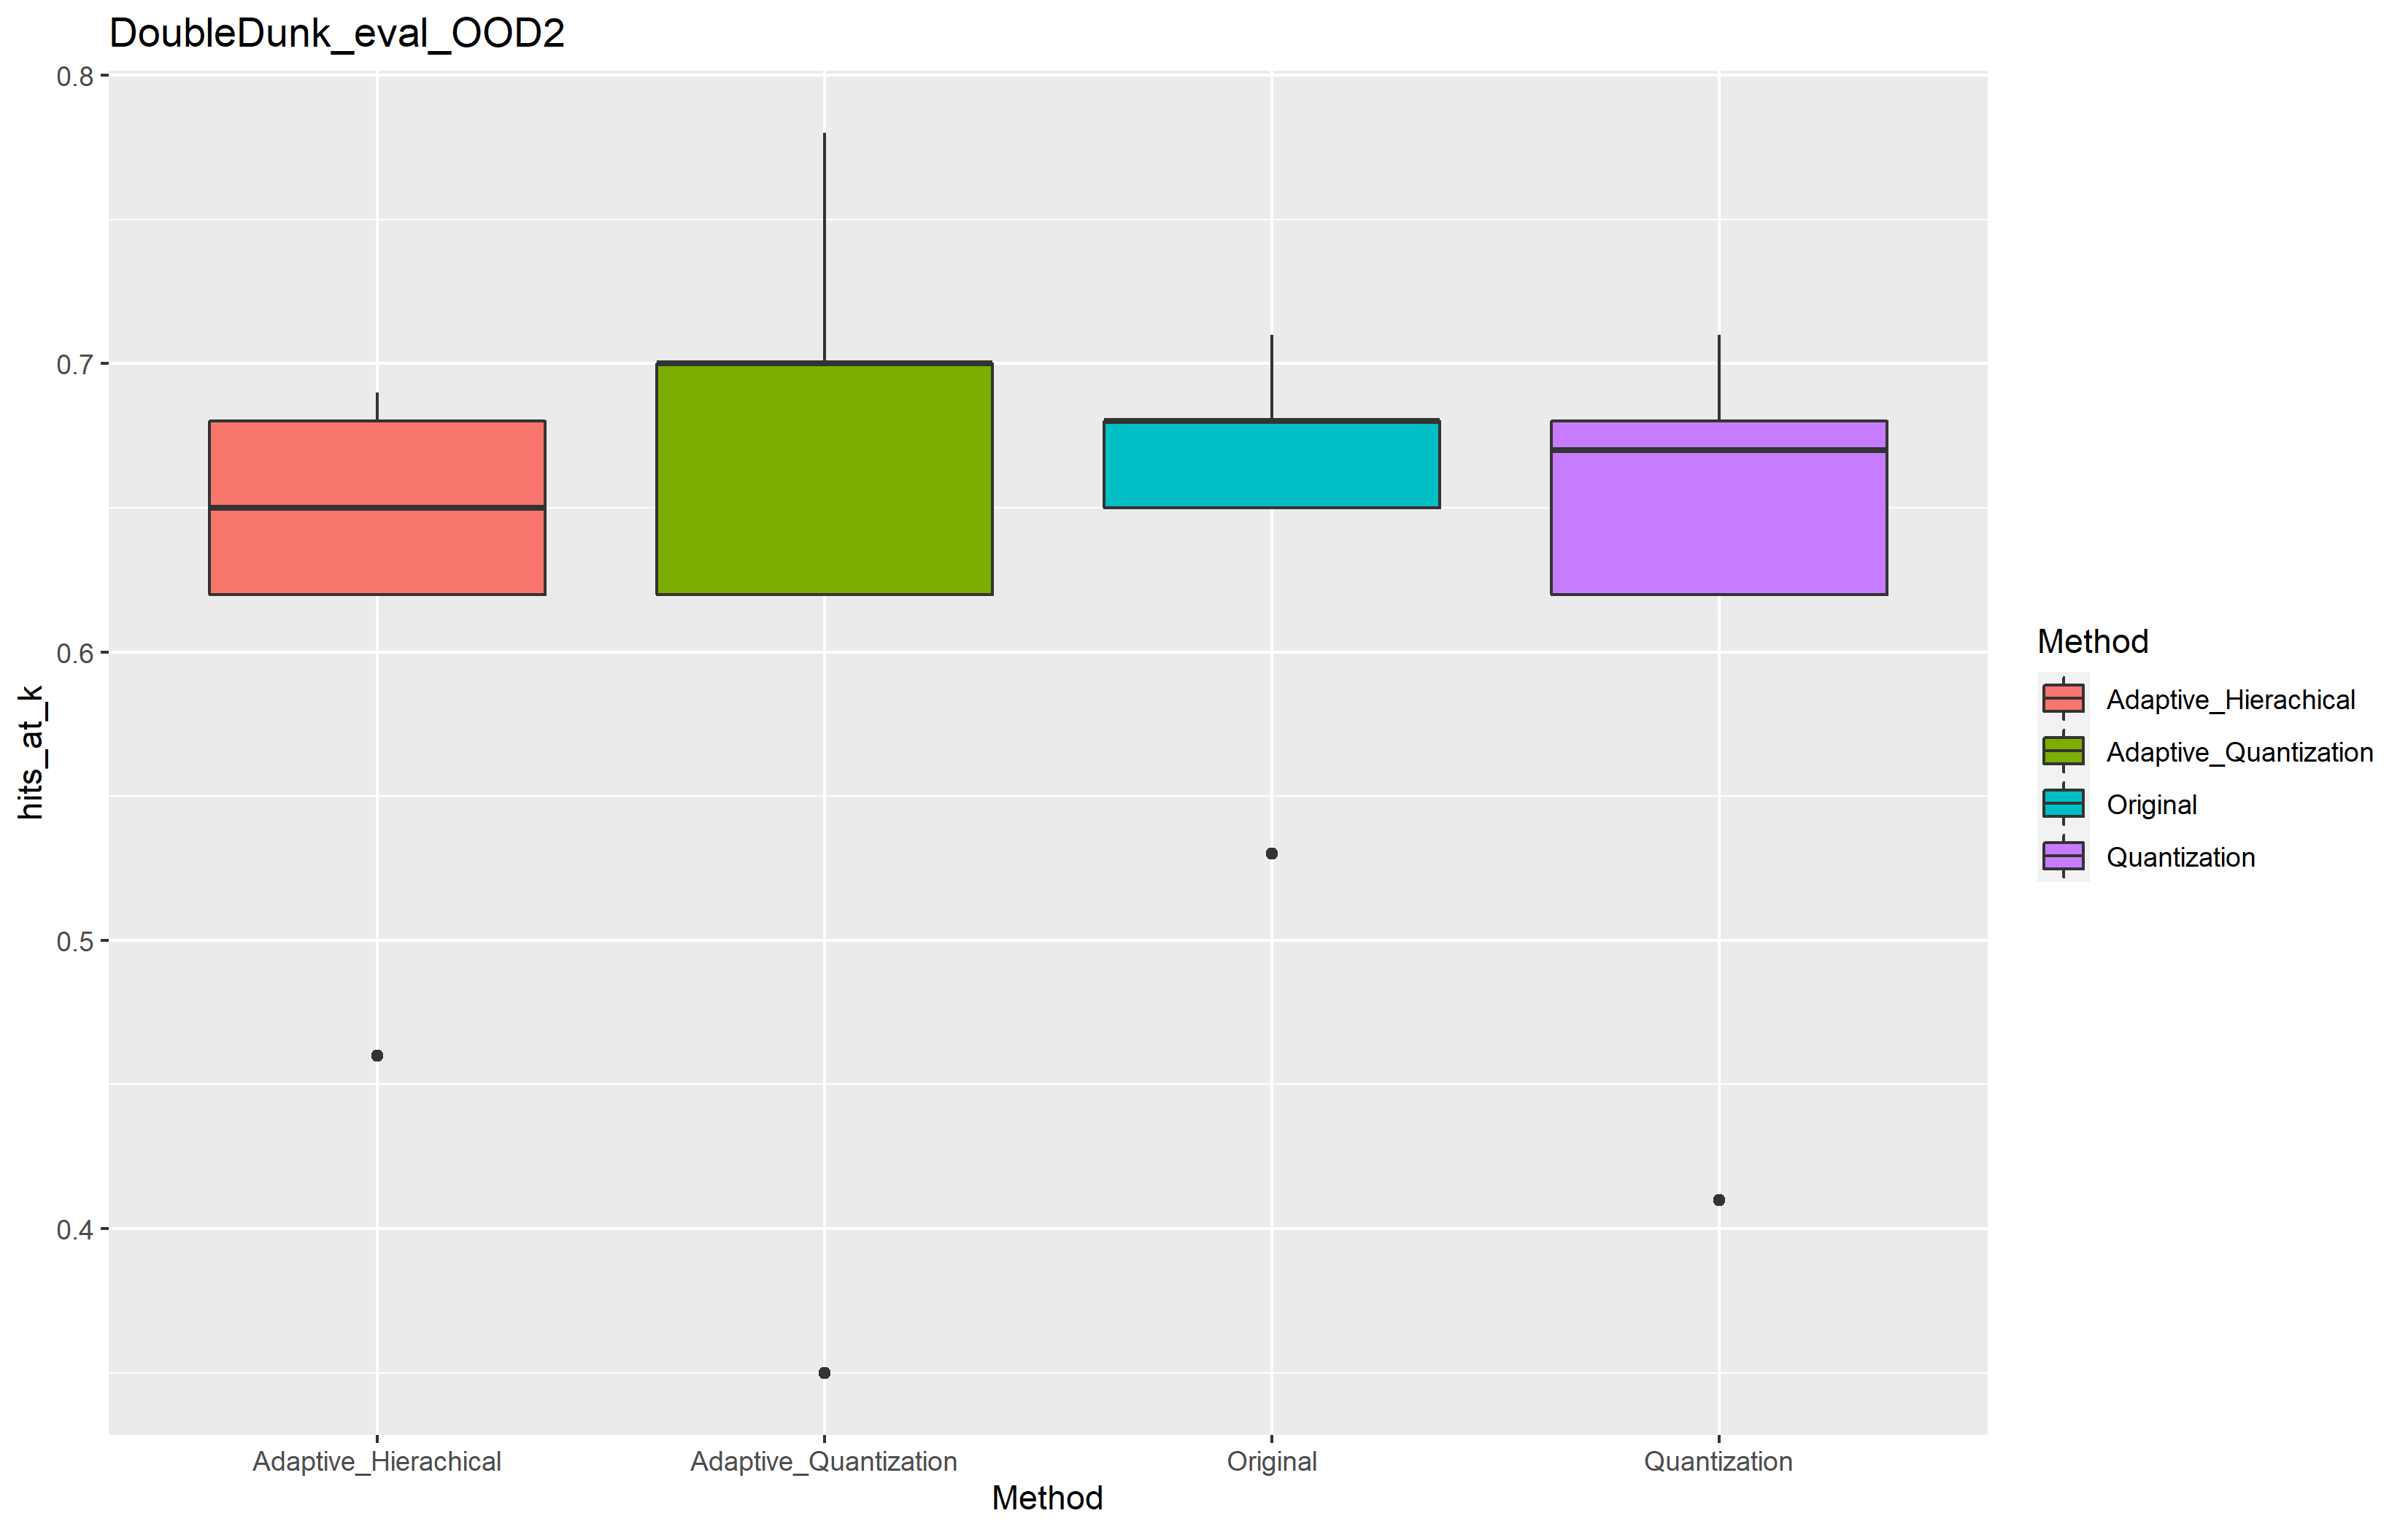 DoubleDunk_eval_OOD2
0.8
0.7
0.6
0.5
0.4
hits_at_k
Adaptive_Hierachical
Adaptive_Quantization
Original
Quantization
Method
Method
Adaptive_Hierachical
Adaptive_Quantization
Original
Quantization